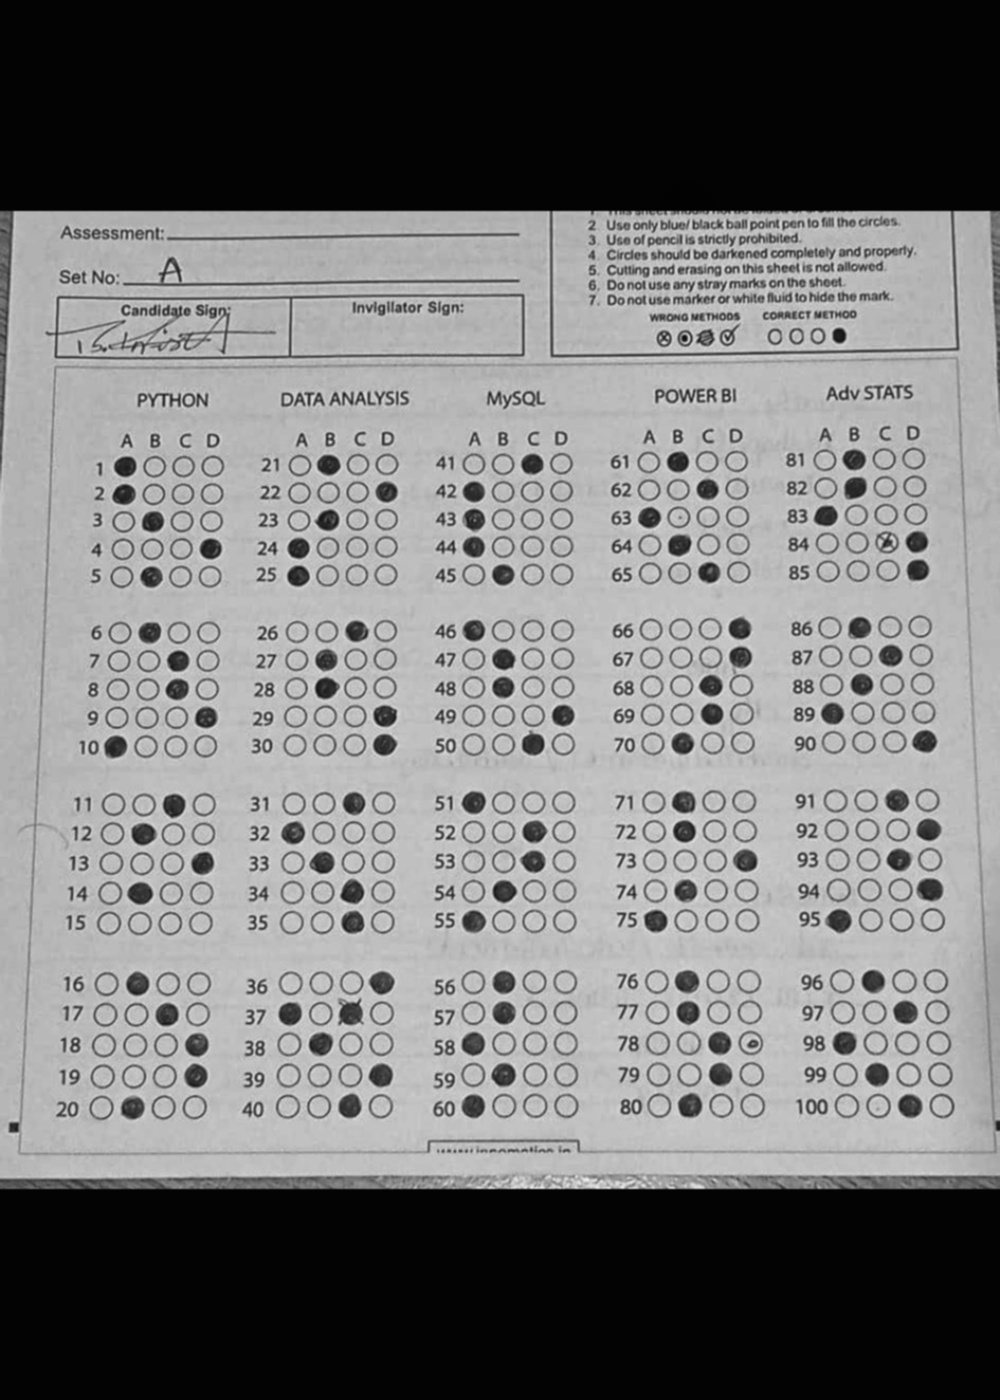 Assessment:
Set No: A
Candidate Sign:
Invigilator Sign:
2. Use only blue/ black ball point pen to fill the circles.
3. Use of pencil is strictly prohibited.
4. Circles should be darkened completely and properly.
5. Cutting and erasing on this sheet is not allowed.
6. Do not use any stray marks on the sheet.
7. Do not use marker or white fluid to hide the mark.
WRONG METHODS CORRECT METHOD
PYTHON DATA ANALYSIS MySQL POWER BI Adv STATS
A B C D A B C D A B C D A B C D A B C D
1 21 41 61 81
2 22 42 62 82
3 23 43 63 83
4 24 44 64 84
5 25 45 65 85
6 26 46 66 86
7 27 47 67 87
8 28 48 68 88
9 29 49 69 89
10 30 50 70 90
11 31 51 71 91
12 32 52 72 92
13 33 53 73 93
14 34 54 74 94
15 35 55 75 95
16 36 56 76 96
17 37 57 77 97
18 38 58 78 98
19 39 59 79 99
20 40 60 80 100